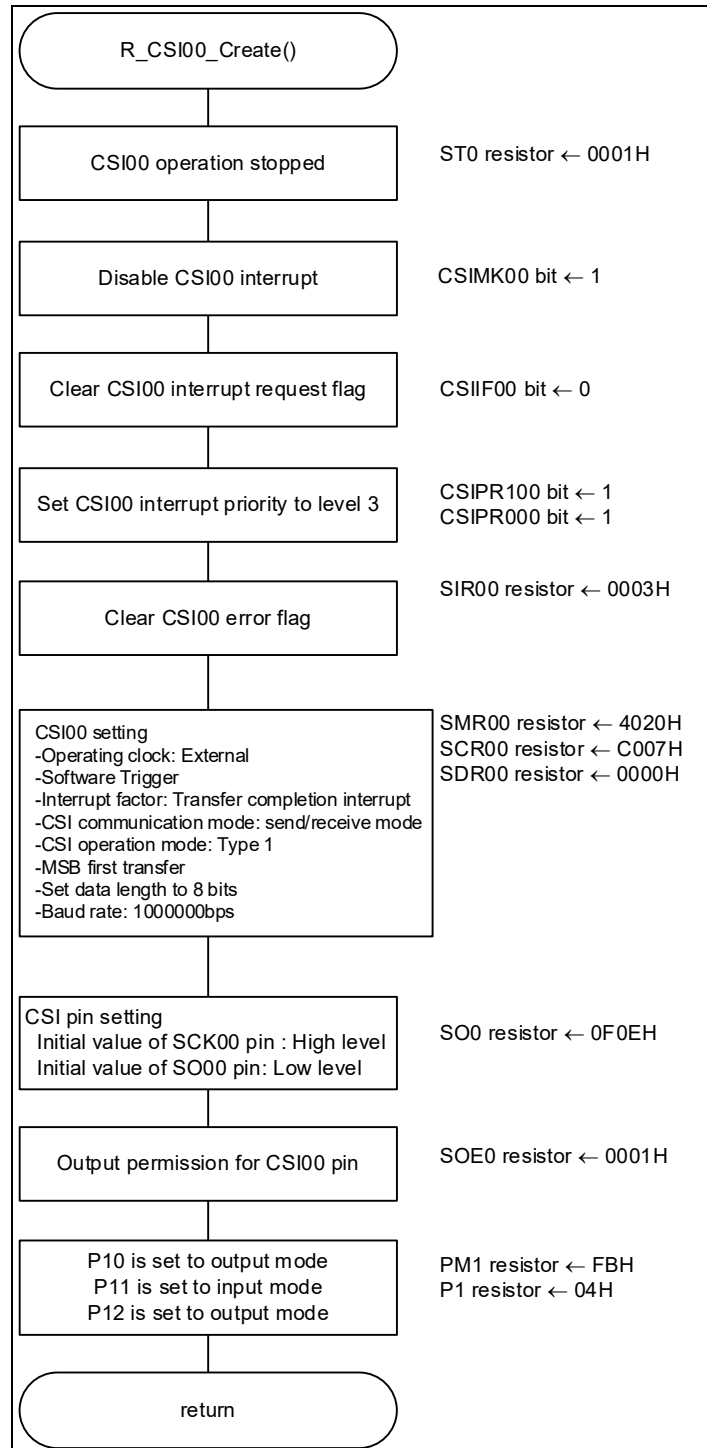 R_CSI00_Create()
CSI00 operation stopped
ST0 resistor ← 0001H
Disable CSI00 interrupt
CSIMK00 bit ← 1
Clear CSI00 interrupt request flag
CSIIF00 bit ← 0
Set CSI00 interrupt priority to level 3
CSIPR100 bit ← 1
CSIPR000 bit ← 1
Clear CSI00 error flag
SIR00 resistor ← 0003H
CSI00 setting
-Operating clock: External
-Software Trigger
-Interrupt factor: Transfer completion interrupt
-CSI communication mode: send/receive mode
-CSI operation mode: Type 1
-MSB first transfer
-Set data length to 8 bits
-Baud rate: 1000000bps
SMR00 resistor ← 4020H
SCR00 resistor ← C007H
SDR00 resistor ← 0000H
CSI pin setting
Initial value of SCK00 pin : High level
Initial value of SO00 pin: Low level
SO0 resistor ← 0F0EH
Output permission for CSI00 pin
SOE0 resistor ← 0001H
P10 is set to output mode
P11 is set to input mode
P12 is set to output mode
PM1 resistor ← FBH
P1 resistor ← 04H
return